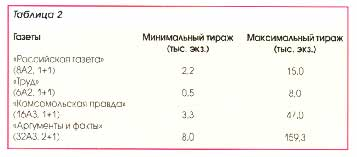 Таблица 2
Газеты Минимальный тираж Максимальный тираж
(тыс. экз.) (тыс. экз.)
«Российская газета»
(8А2, 1+1) 2.2 15,0
«Труд»
(6А2, 1+1) 0.5 8,0
«Комсомольская правда»
(16А3, 1+1) 3.3 47,0
«Аргументы и факты»
(32А3, 2+1) 8.0 159,3